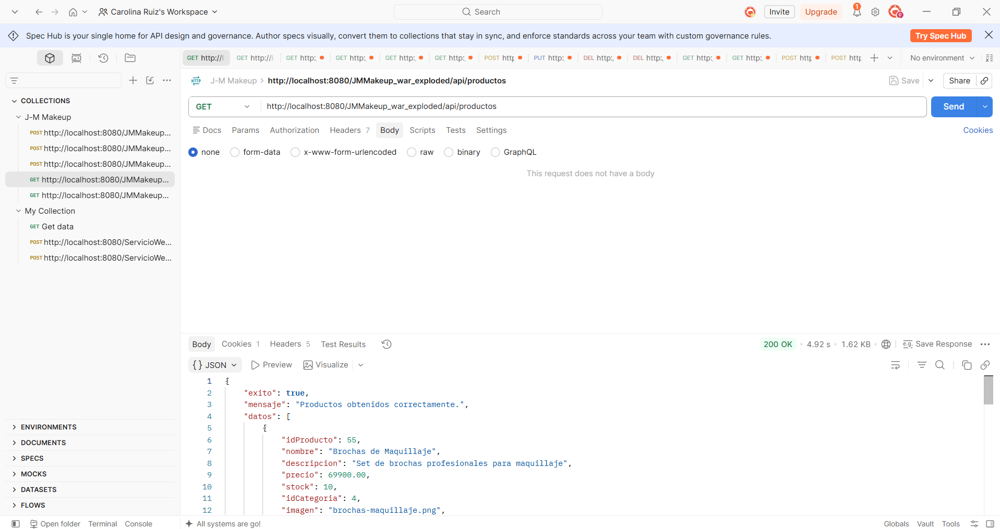 Carolina Ruiz's Workspace
Search
1
Invite
Upgrade
Spec Hub is your single home for API design and governance. Author specs visually, convert them to collections that stay in sync, and enforce standards across your team with custom governance rules.
Try Spec Hub
GET http://l
GET http://l
GET http:,
GET http:,
GET http:,
GET http:,
POST http
PUT http:,
DEL http:,
DEL http:,
GET http:,
GET http:,
POST http
POST http
No environment
COLLECTIONS
J-M Makeup
POST http://localhost:8080/JMMakeup...
POST http://localhost:8080/JMMakeup...
POST http://localhost:8080/JMMakeup...
GET http://localhost:8080/JMMakeup...
GET http://localhost:8080/JMMakeup...
My Collection
GET Get data
POST http://localhost:8080/ServicioWe...
POST http://localhost:8080/ServicioWe...
ENVIRONMENTS
DOCUMENTS
SPECS
MOCKS
DATASETS
FLOWS
HTTP J-M Makeup > http://localhost:8080/JMMakeup_war_exploded/api/productos
Save
Share
GET http://localhost:8080/JMMakeup_war_exploded/api/productos
Send
Docs Params Authorization Headers 7 Body Scripts Tests Settings
Cookies
none form-data x-www-form-urlencoded raw binary GraphQL
This request does not have a body
Body Cookies 1 Headers 5 Test Results
200 OK • 4.92 s • 1.62 KB
e.g. Save Response
{} JSON Preview Visualize
1 {
2 "exito": true,
3 "mensaje": "Productos obtenidos correctamente.",
4 "datos": [
5 {
6 "idProducto": 55,
7 "nombre": "Brochas de Maquillaje",
8 "descripcion": "Set de brochas profesionales para maquillaje",
9 "precio": 69900.00,
10 "stock": 10,
11 "idCategoria": 4,
12 "imagen": "brochas-maquillaje.png",
Open folder Terminal Console
All systems are go!
Globals Vault Tools